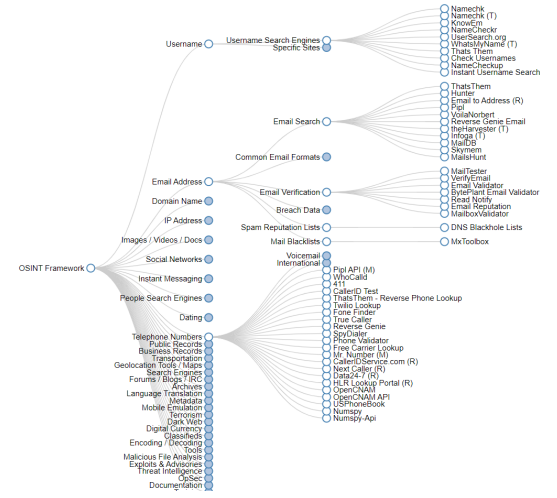 OSINT Framework
Username
Username Search Engines
Namechk
Namechk (T)
KnowEm
NameCheckr
UserSearch.org
WhatsMyName (T)
Thats Them
Check Usernames
NameCheckup
Instant Username Search
Specific Sites
Email Address
Email Search
ThatsThem
Hunter
Email to Address (R)
Pipl
VoilaNorbert
Reverse Genie Email
theHarvester (T)
Infoga (T)
MailDB
Skymem
MailsHunt
Common Email Formats
Email Verification
MailTester
VerifyEmail
Email Validator
BytePlant Email Validator
Read Notify
Email Reputation
MailboxValidator
Breach Data
Spam Reputation Lists
DNS Blackhole Lists
Mail Blacklists
MxToolbox
Domain Name
IP Address
Images / Videos / Docs
Social Networks
Instant Messaging
People Search Engines
Dating
Telephone Numbers
Voicemail
International
Pipl API (M)
WhoCalld
411
CallerID Test
ThatsThem - Reverse Phone Lookup
Twilio Lookup
Fone Finder
True Caller
Reverse Genie
SpyDialer
Phone Validator
Free Carrier Lookup
Mr. Number (M)
CallerIDService.com (R)
Next Caller (R)
Data24-7 (R)
HLR Lookup Portal (R)
OpenCNAM
OpenCNAM API
USPhoneBook
Numspy
Numspy-Api
Public Records
Business Records
Transportation
Geolocation Tools / Maps
Search Engines
Forums / Blogs / IRC
Archives
Language Translation
Metadata
Mobile Emulation
Terrorism
Dark Web
Digital Currency
Classifieds
Encoding / Decoding
Tools
Malicious File Analysis
Exploits & Advisories
Threat Intelligence
OpSec
Documentation